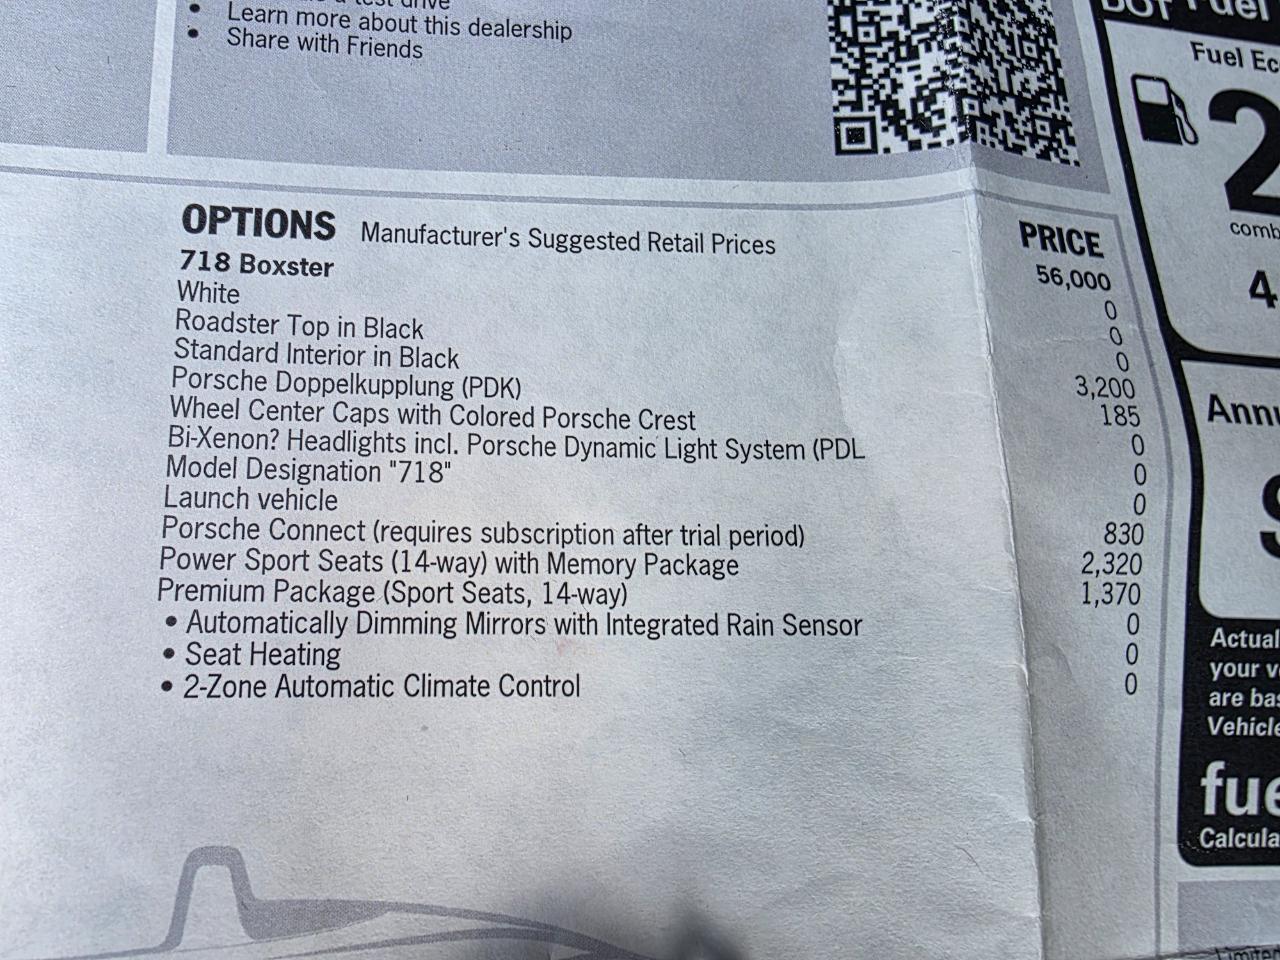 • Learn more about this dealership
• Share with Friends
OPTIONS Manufacturer's Suggested Retail Prices PRICE
718 Boxster 56,000
White 0
Roadster Top in Black 0
Standard Interior in Black 0
Porsche Doppelkupplung (PDK) 3,200
Wheel Center Caps with Colored Porsche Crest 185
Bi-Xenon? Headlights incl. Porsche Dynamic Light System (PDL 0
Model Designation "718" 0
Launch vehicle 0
Porsche Connect (requires subscription after trial period) 830
Power Sport Seats (14-way) with Memory Package 2,320
Premium Package (Sport Seats, 14-way) 1,370
• Automatically Dimming Mirrors with Integrated Rain Sensor 0
• Seat Heating 0
• 2-Zone Automatic Climate Control 0
Fuel
Fuel Ec
2
comb
4
Annu
Actual
your v
are bas
Vehicle
fue
Calcula